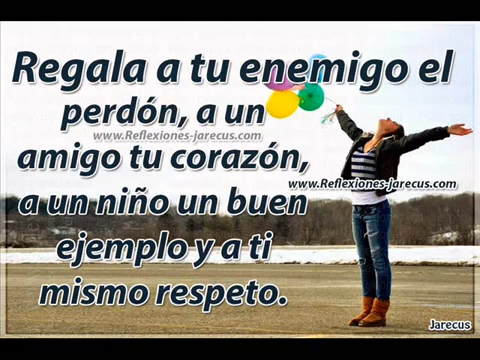 Regala a tu enemigo el
perdón, a un
www.Reflexiones-jarecus.com
amigo tu corazón,
www.Reflexiones-jarecus.com
a un niño un buen
ejemplo y a ti
mismo respeto.
Jarecus